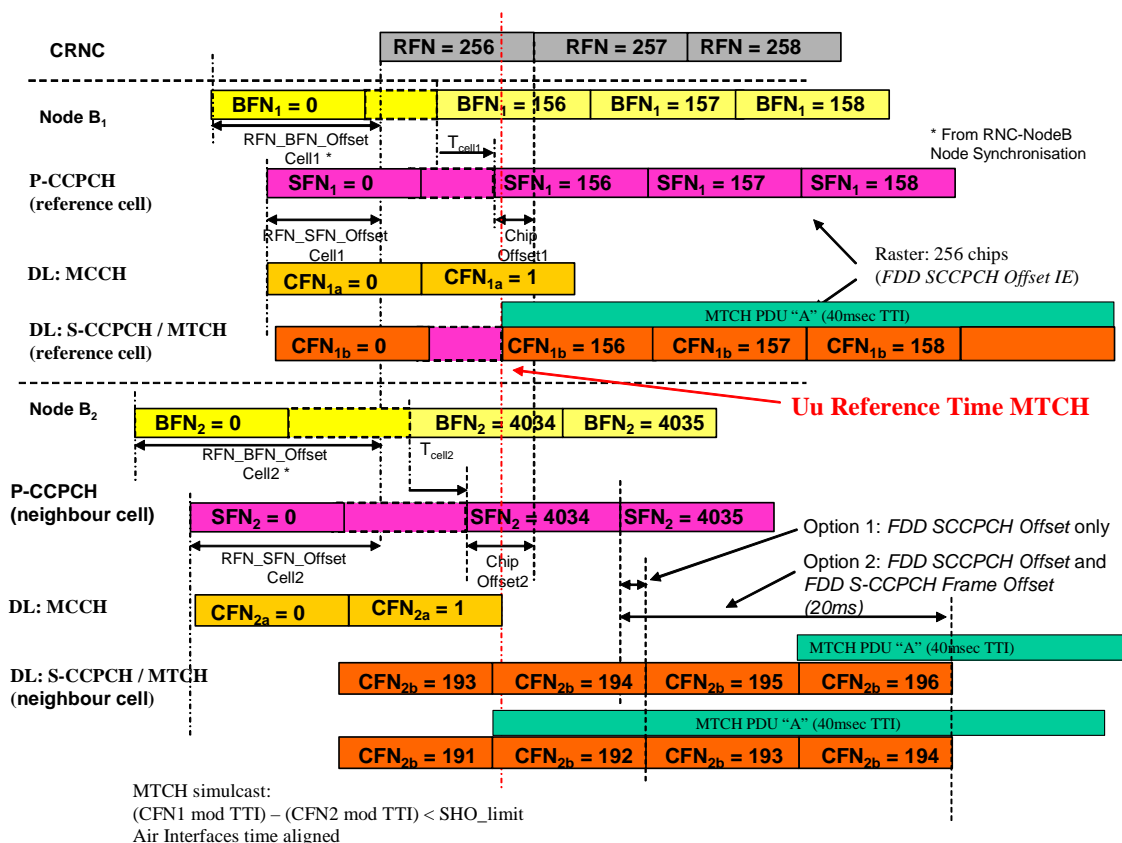 CRNC
RFN = 256
RFN = 257
RFN = 258
Node B1
BFN1 = 0
BFN1 = 156
BFN1 = 157
BFN1 = 158
RFN_BFN_Offset
Cell1 *
Tcell1
* From RNC-NodeB
Node Synchronisation
P-CCPCH
(reference cell)
SFN1 = 0
SFN1 = 156
SFN1 = 157
SFN1 = 158
RFN_SFN_Offset
Cell1
Chip
Offset1
Raster: 256 chips
(FDD SCCPCH Offset IE)
DL: MCCH
CFN1a = 0
CFN1a = 1
MTCH PDU “A” (40msec TTI)
DL: S-CCPCH / MTCH
(reference cell)
CFN1b = 0
CFN1b = 156
CFN1b = 157
CFN1b = 158
Uu Reference Time MTCH
Node B2
BFN2 = 0
BFN2 = 4034
BFN2 = 4035
RFN_BFN_Offset
Cell2 *
Tcell2
P-CCPCH
(neighbour cell)
SFN2 = 0
SFN2 = 4034
SFN2 = 4035
RFN_SFN_Offset
Cell2
Chip
Offset2
Option 1: FDD SCCPCH Offset only
Option 2: FDD SCCPCH Offset and
FDD S-CCPCH Frame Offset
(20ms)
DL: MCCH
CFN2a = 0
CFN2a = 1
MTCH PDU “A” (40msec TTI)
DL: S-CCPCH / MTCH
(neighbour cell)
CFN2b = 193
CFN2b = 194
CFN2b = 195
CFN2b = 196
MTCH PDU “A” (40msec TTI)
CFN2b = 191
CFN2b = 192
CFN2b = 193
CFN2b = 194
MTCH simulcast:
(CFN1 mod TTI) – (CFN2 mod TTI) < SHO_limit
Air Interfaces time aligned